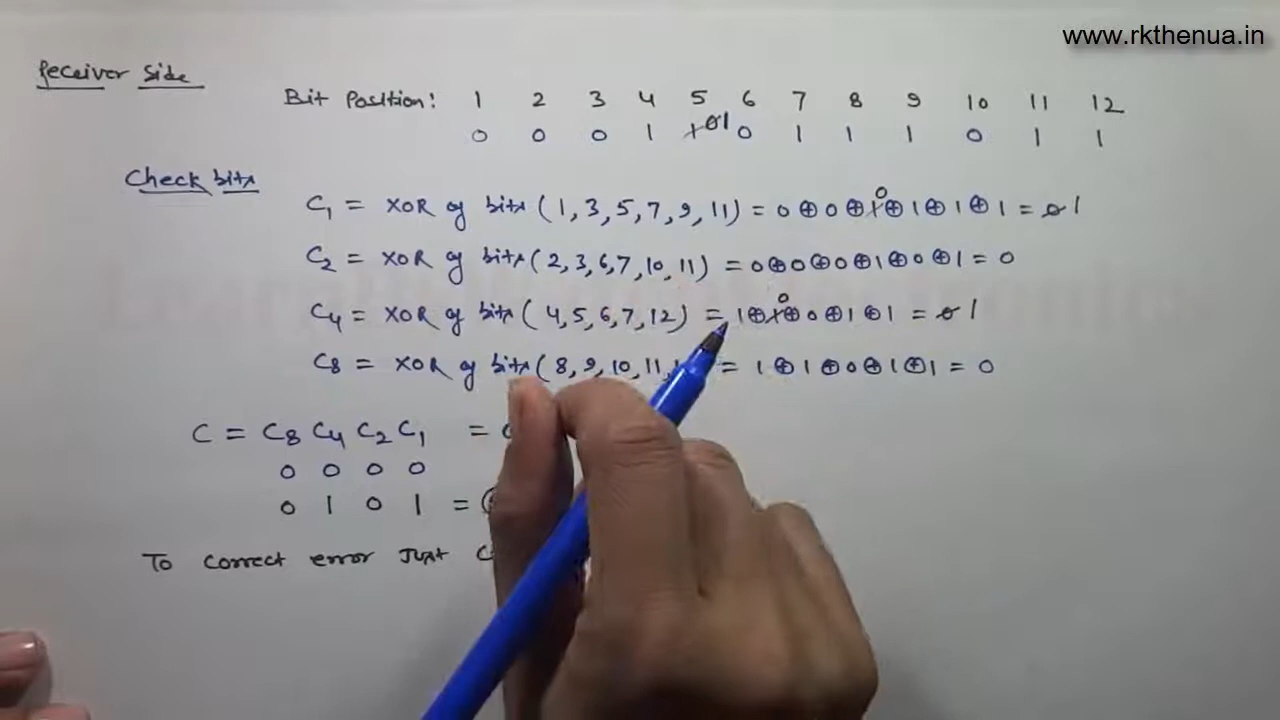 www.rkthenua.in
Receiver Side
Bit Position: 1 2 3 4 5 6 7 8 9 10 11 12
0 0 0 1 1 0 1 0 1 1 1 0 1 1
Check bits
C1 = XOR of bits (1, 3, 5, 7, 9, 11) = 0 ⊕ 0 ⊕ 1 0 ⊕ 1 ⊕ 1 ⊕ 1 = 0 1
C2 = XOR of bits (2, 3, 6, 7, 10, 11) = 0 ⊕ 0 ⊕ 0 ⊕ 1 ⊕ 0 ⊕ 1 = 0
C4 = XOR of bits (4, 5, 6, 7, 12) = 1 ⊕ 1 0 ⊕ 0 ⊕ 1 ⊕ 1 = 0 1
C8 = XOR of bits (8, 9, 10, 11, = 1 ⊕ 1 ⊕ 0 ⊕ 1 ⊕ 1 = 0
C = C8 C4 C2 C1 =
0 0 0 0
0 1 0 1 =
To correct error Just